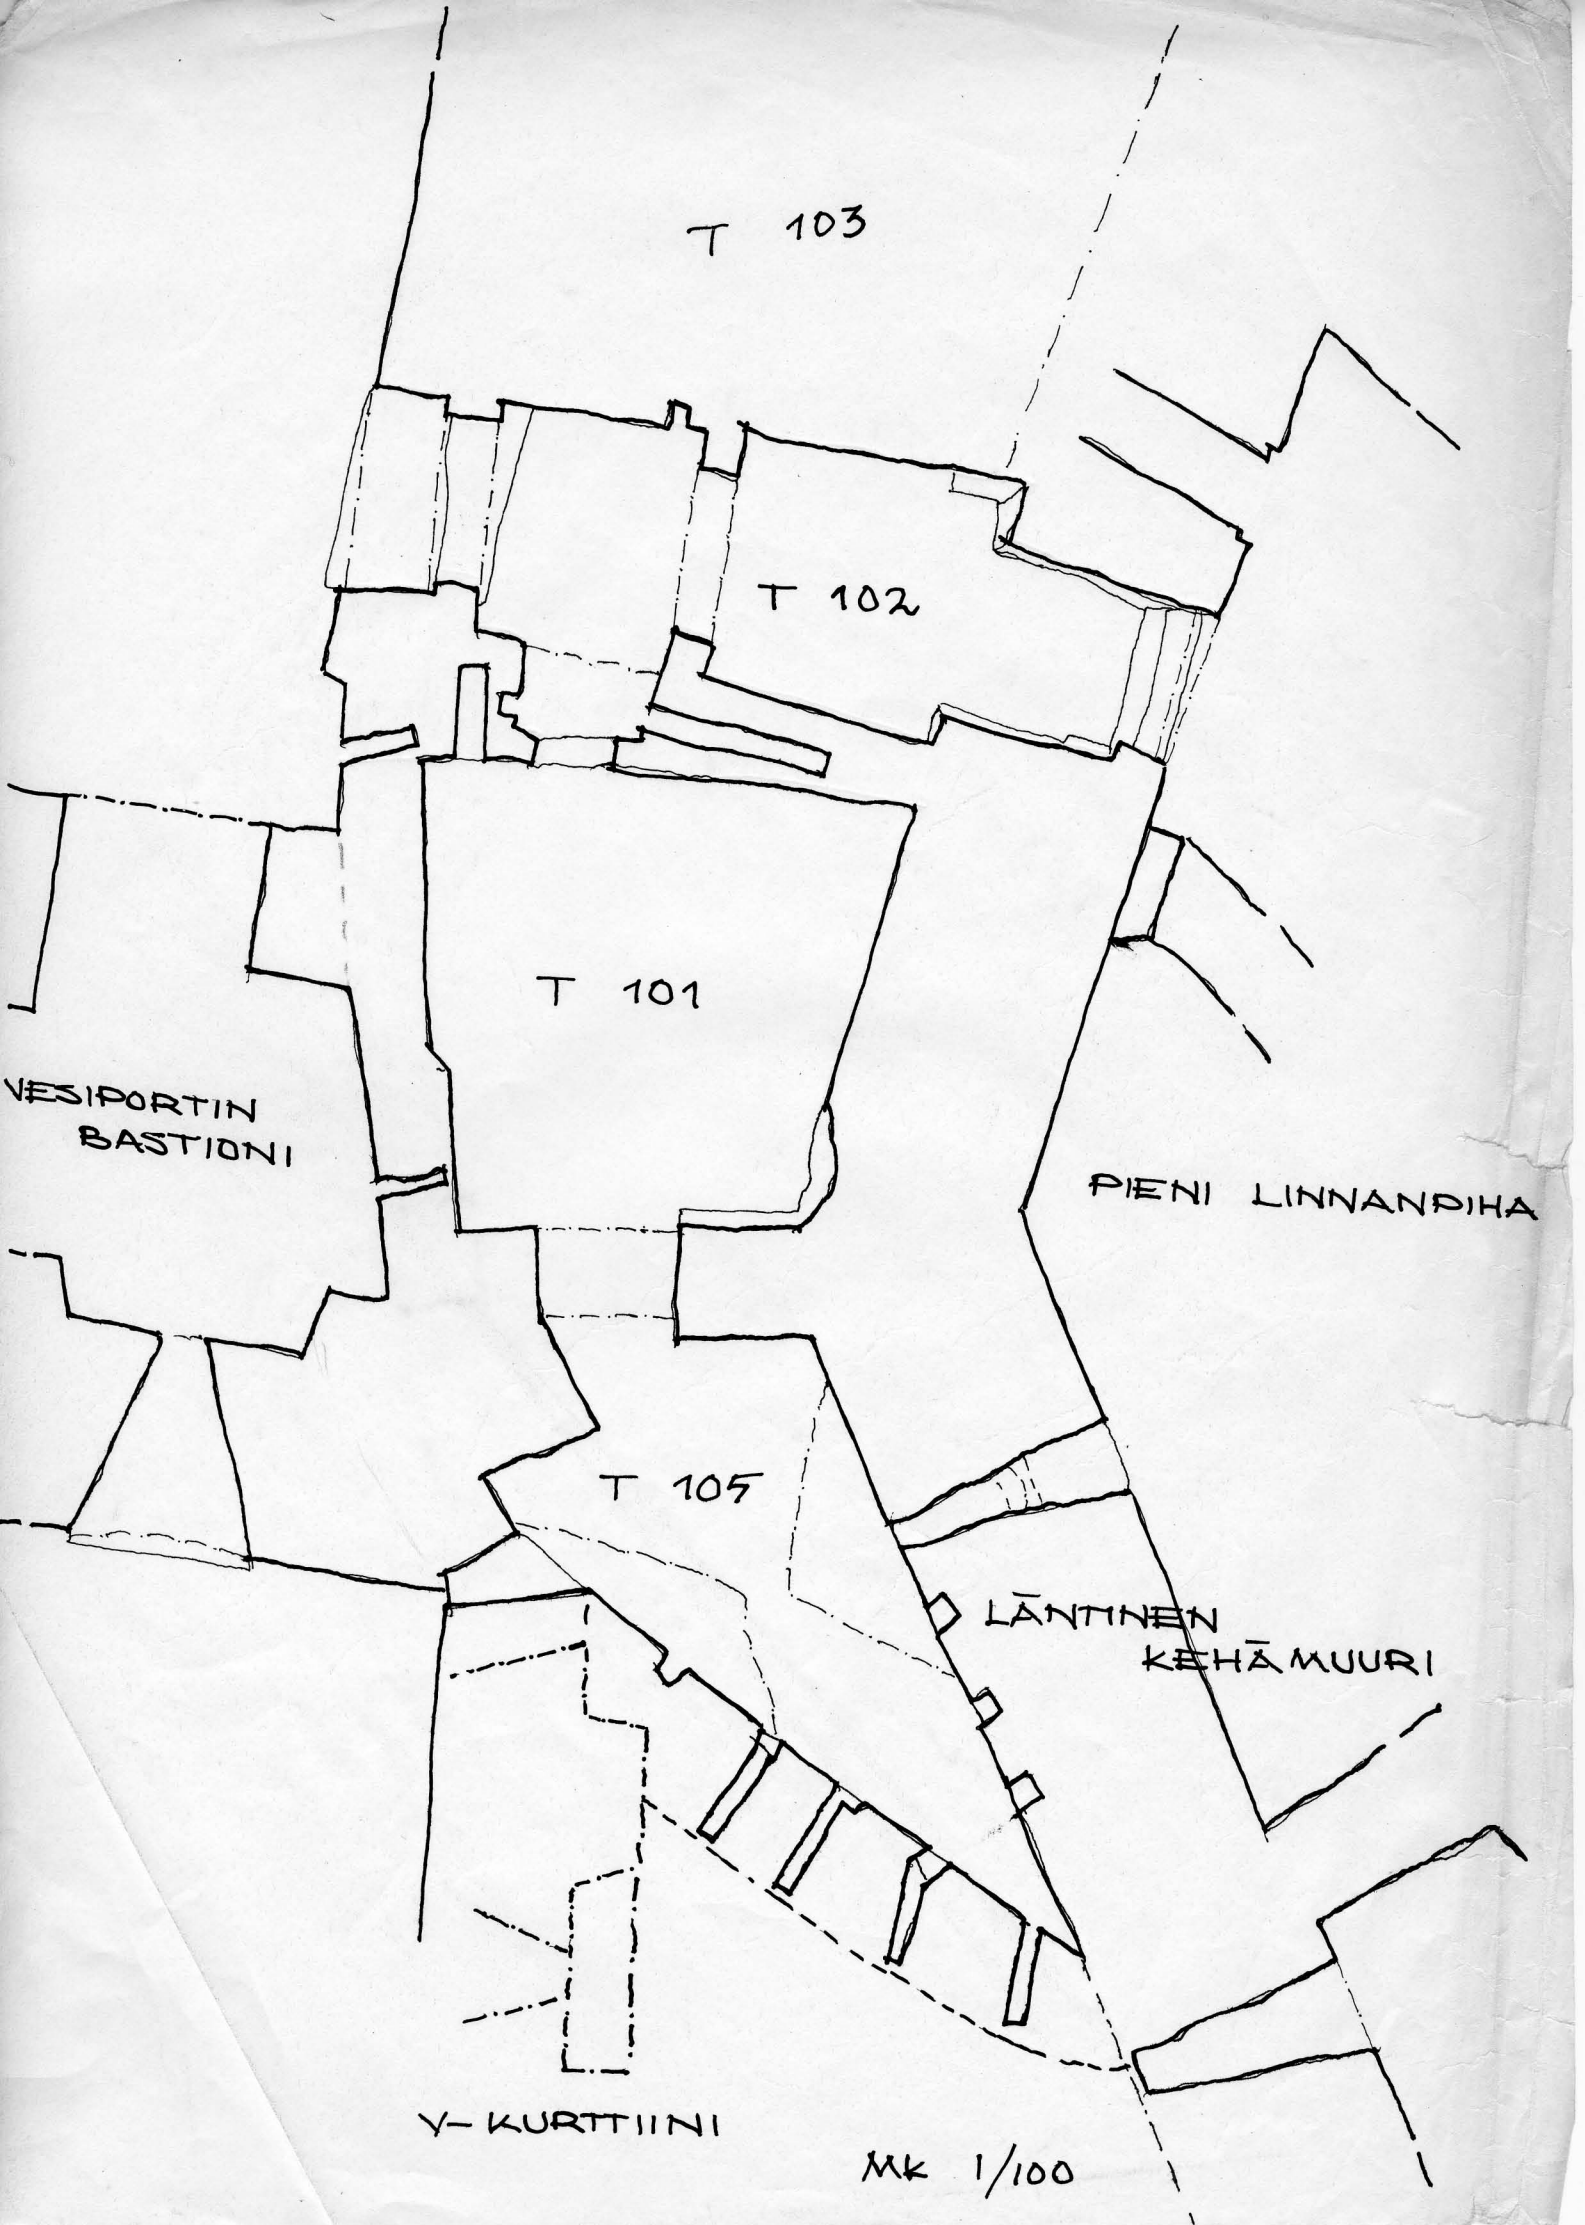 T 103
T 102
T 101
VESIPORTIN
BASTIONI
PIENI LINNANPIHA
T 105
LÄNTINEN
KEHÄMUURI
V-KURTTIINI
MK 1/100